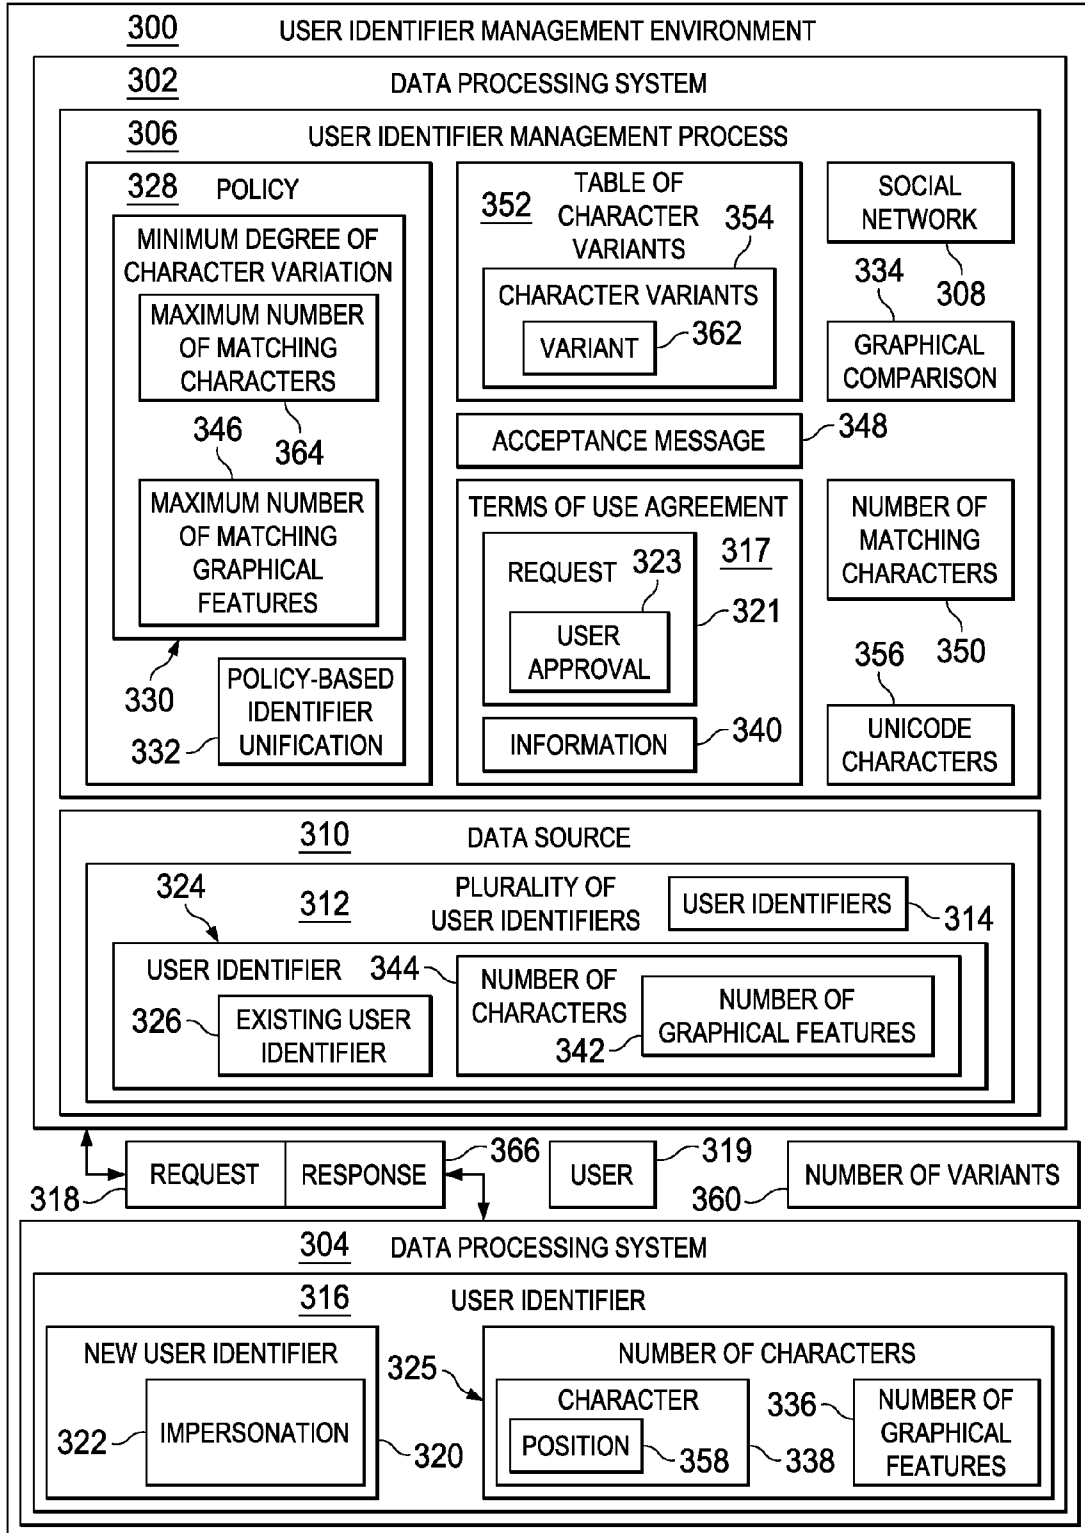 300 USER IDENTIFIER MANAGEMENT ENVIRONMENT
302 DATA PROCESSING SYSTEM
306 USER IDENTIFIER MANAGEMENT PROCESS
328 POLICY
MINIMUM DEGREE OF
CHARACTER VARIATION
MAXIMUM NUMBER
OF MATCHING
CHARACTERS
346
364
MAXIMUM NUMBER
OF MATCHING
GRAPHICAL
FEATURES
330
POLICY-BASED
IDENTIFIER
UNIFICATION
332
352
TABLE OF
CHARACTER
VARIANTS
354
CHARACTER VARIANTS
VARIANT
362
ACCEPTANCE MESSAGE
348
TERMS OF USE AGREEMENT
317
REQUEST
323
321
USER
APPROVAL
INFORMATION
340
SOCIAL
NETWORK
334
308
GRAPHICAL
COMPARISON
NUMBER OF
MATCHING
CHARACTERS
356
350
UNICODE
CHARACTERS
310 DATA SOURCE
324
312
PLURALITY OF
USER IDENTIFIERS
USER IDENTIFIERS
314
USER IDENTIFIER
326
EXISTING USER
IDENTIFIER
344
NUMBER OF
CHARACTERS
342
NUMBER OF
GRAPHICAL FEATURES
318
REQUEST
RESPONSE
366
USER
319
360
NUMBER OF VARIANTS
304 DATA PROCESSING SYSTEM
316 USER IDENTIFIER
NEW USER IDENTIFIER
322
IMPERSONATION
320
325
NUMBER OF CHARACTERS
CHARACTER
POSITION
358
338
336
NUMBER OF
GRAPHICAL
FEATURES